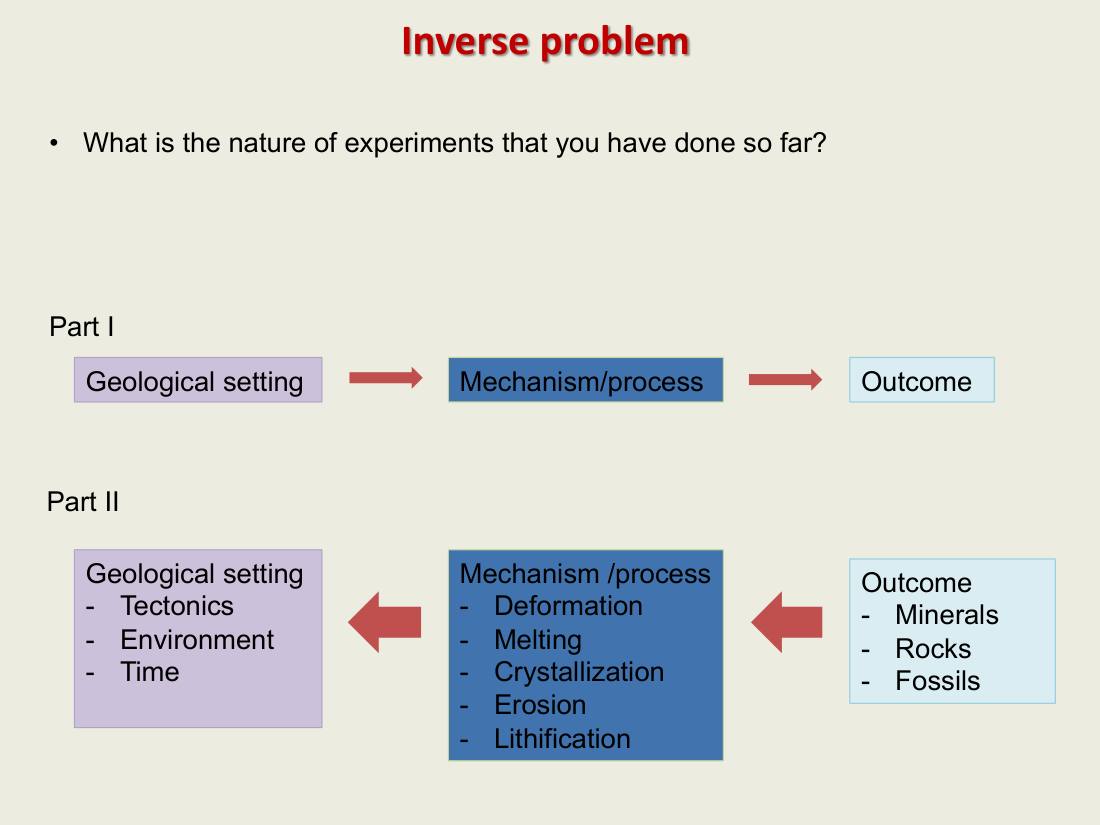 Inverse problem
• What is the nature of experiments that you have done so far?
Part I
Geological setting
Mechanism/process
Outcome
Part II
Geological setting
- Tectonics
- Environment
- Time
Mechanism /process
- Deformation
- Melting
- Crystallization
- Erosion
- Lithification
Outcome
- Minerals
- Rocks
- Fossils